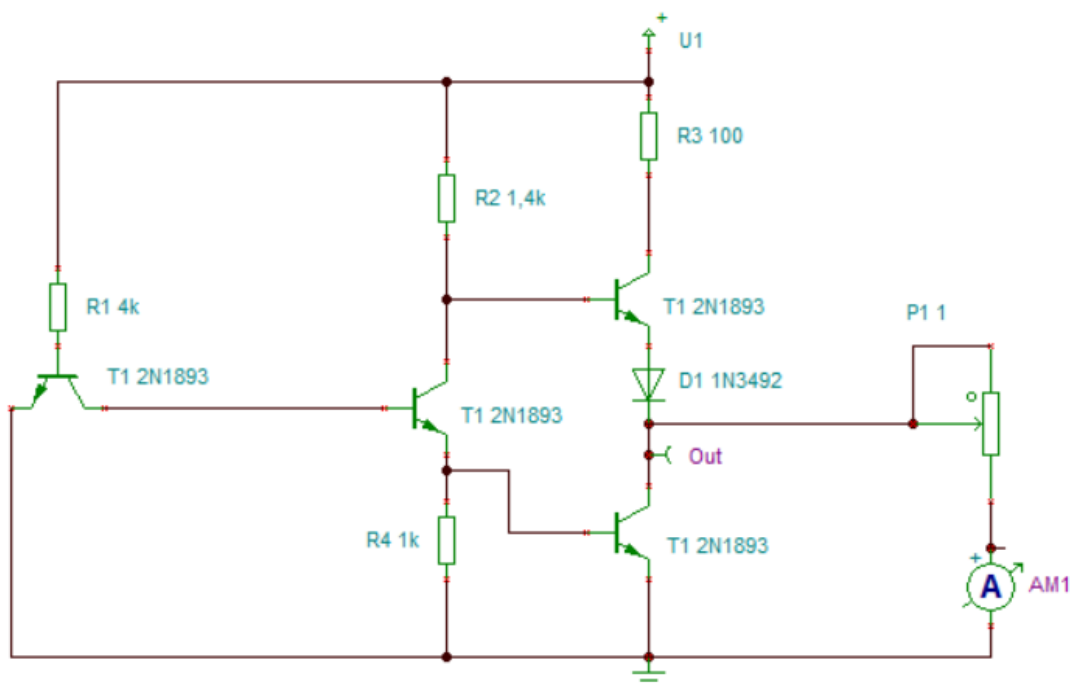 +
U1
R3 100
R2 1,4k
R1 4k
T1 2N1893
P1 1
T1 2N1893
D1 1N3492
T1 2N1893
Out
R4 1k
T1 2N1893
+
A
AM1